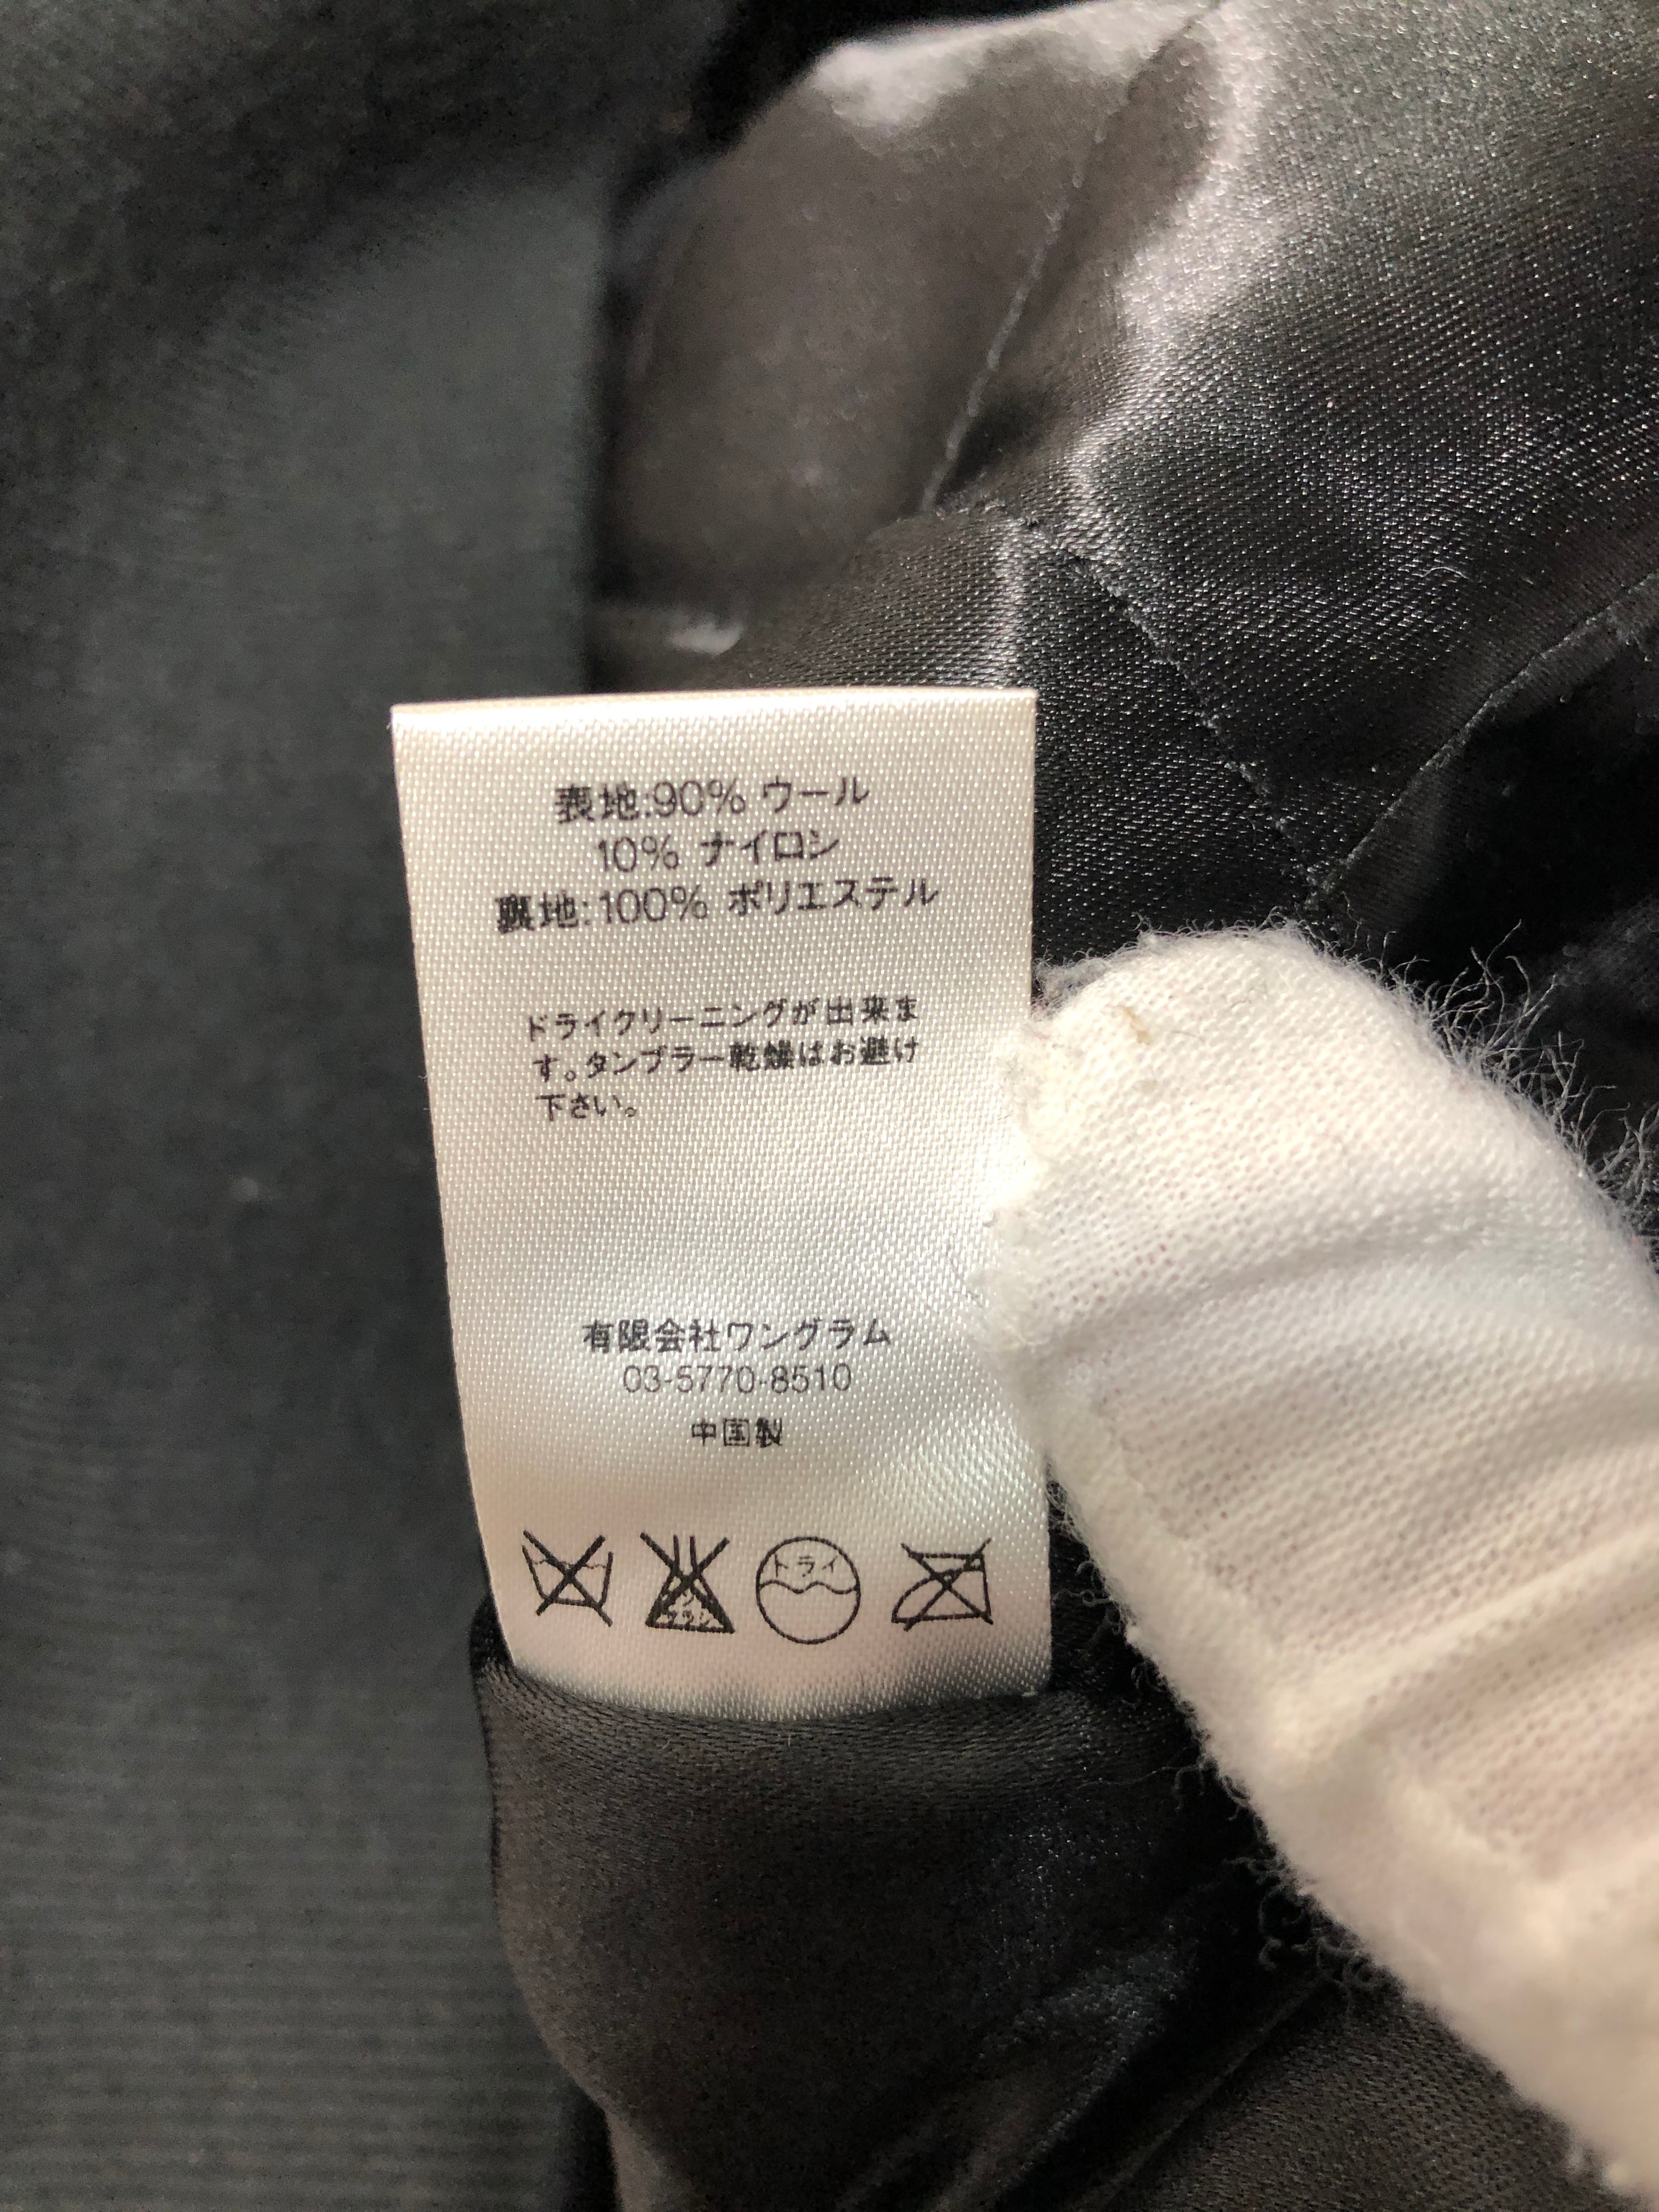 表地:90% ウール
10% ナイロン
裏地:100% ポリエステル
ドライクリーニングが出来ま
す。タンブラー乾燥はお避け
下さい。
有限会社ワングラム
03-5770-8510
中国製
ドライ